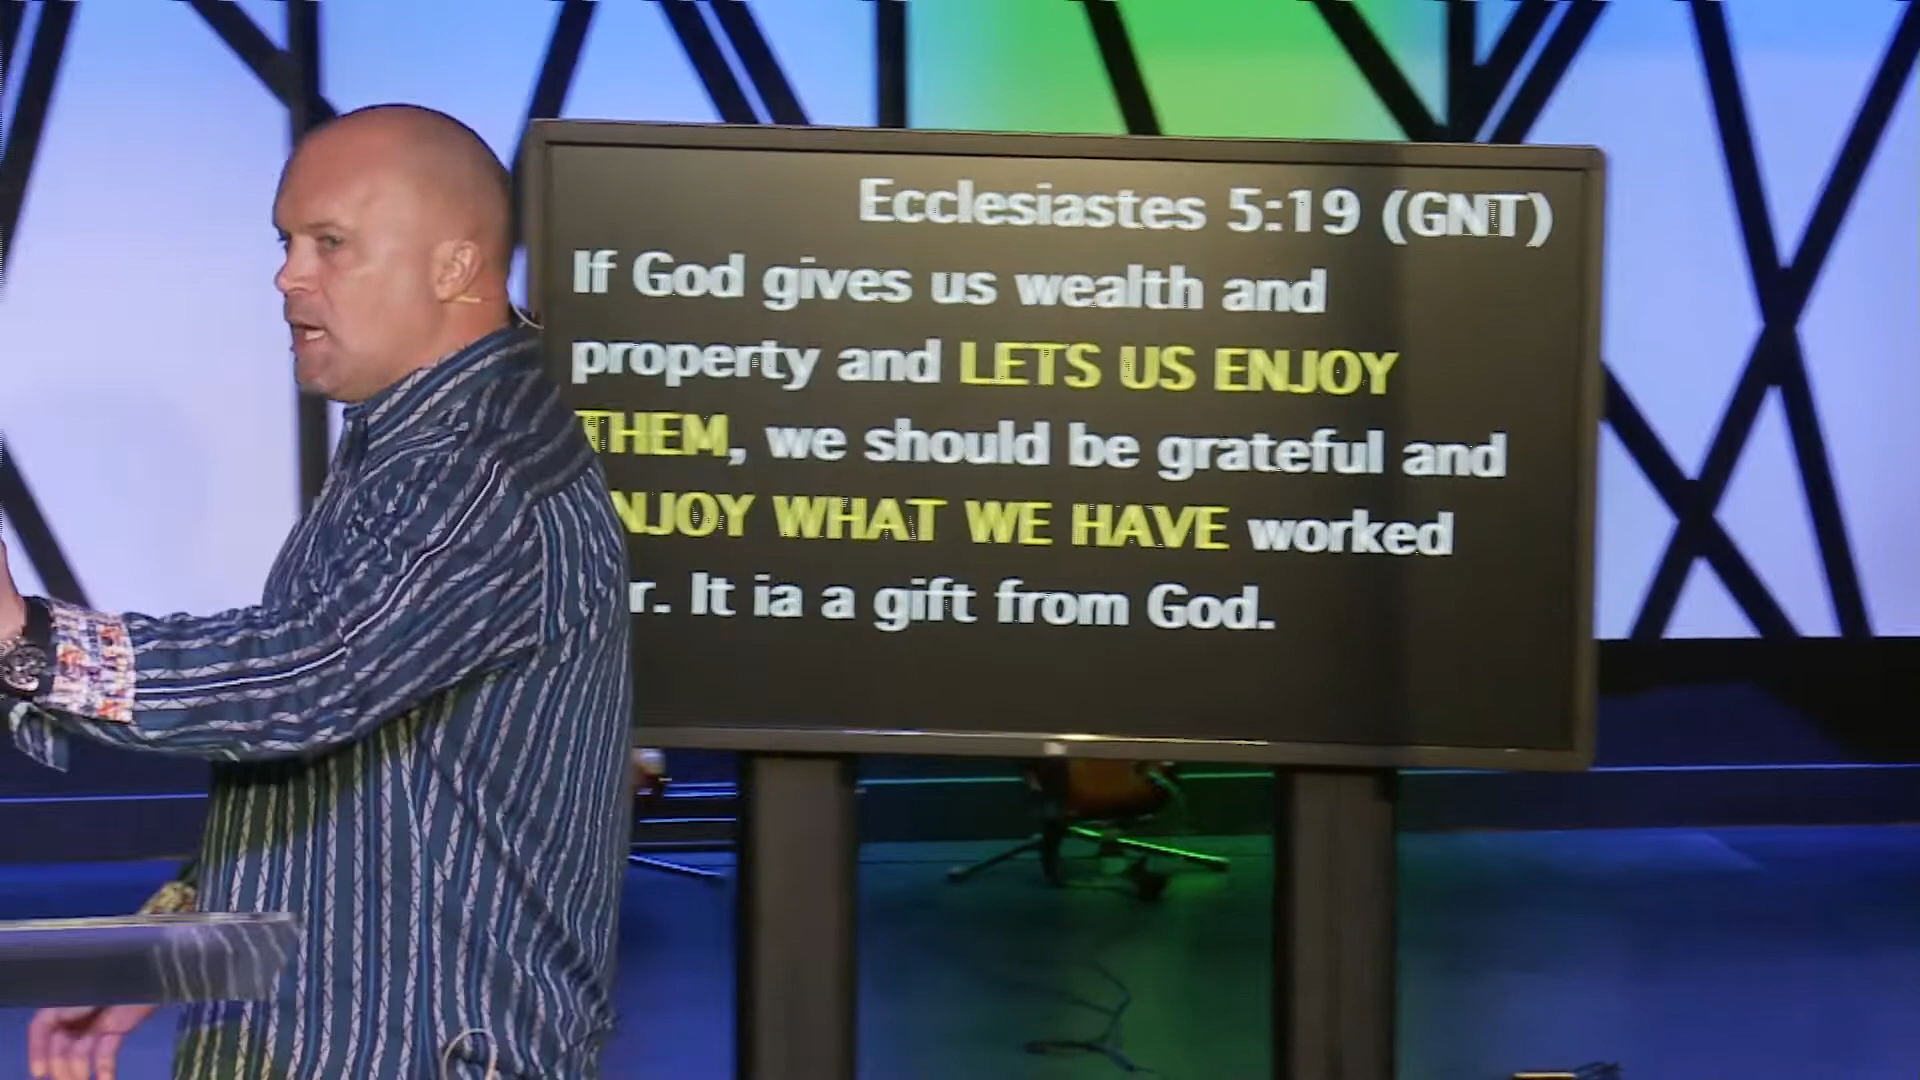 Ecclesiastes 5:19 (GNT)
If God gives us wealth and
property and LETS US ENJOY
THEM, we should be grateful and
NJOY WHAT WE HAVE worked
r. It ia a gift from God.